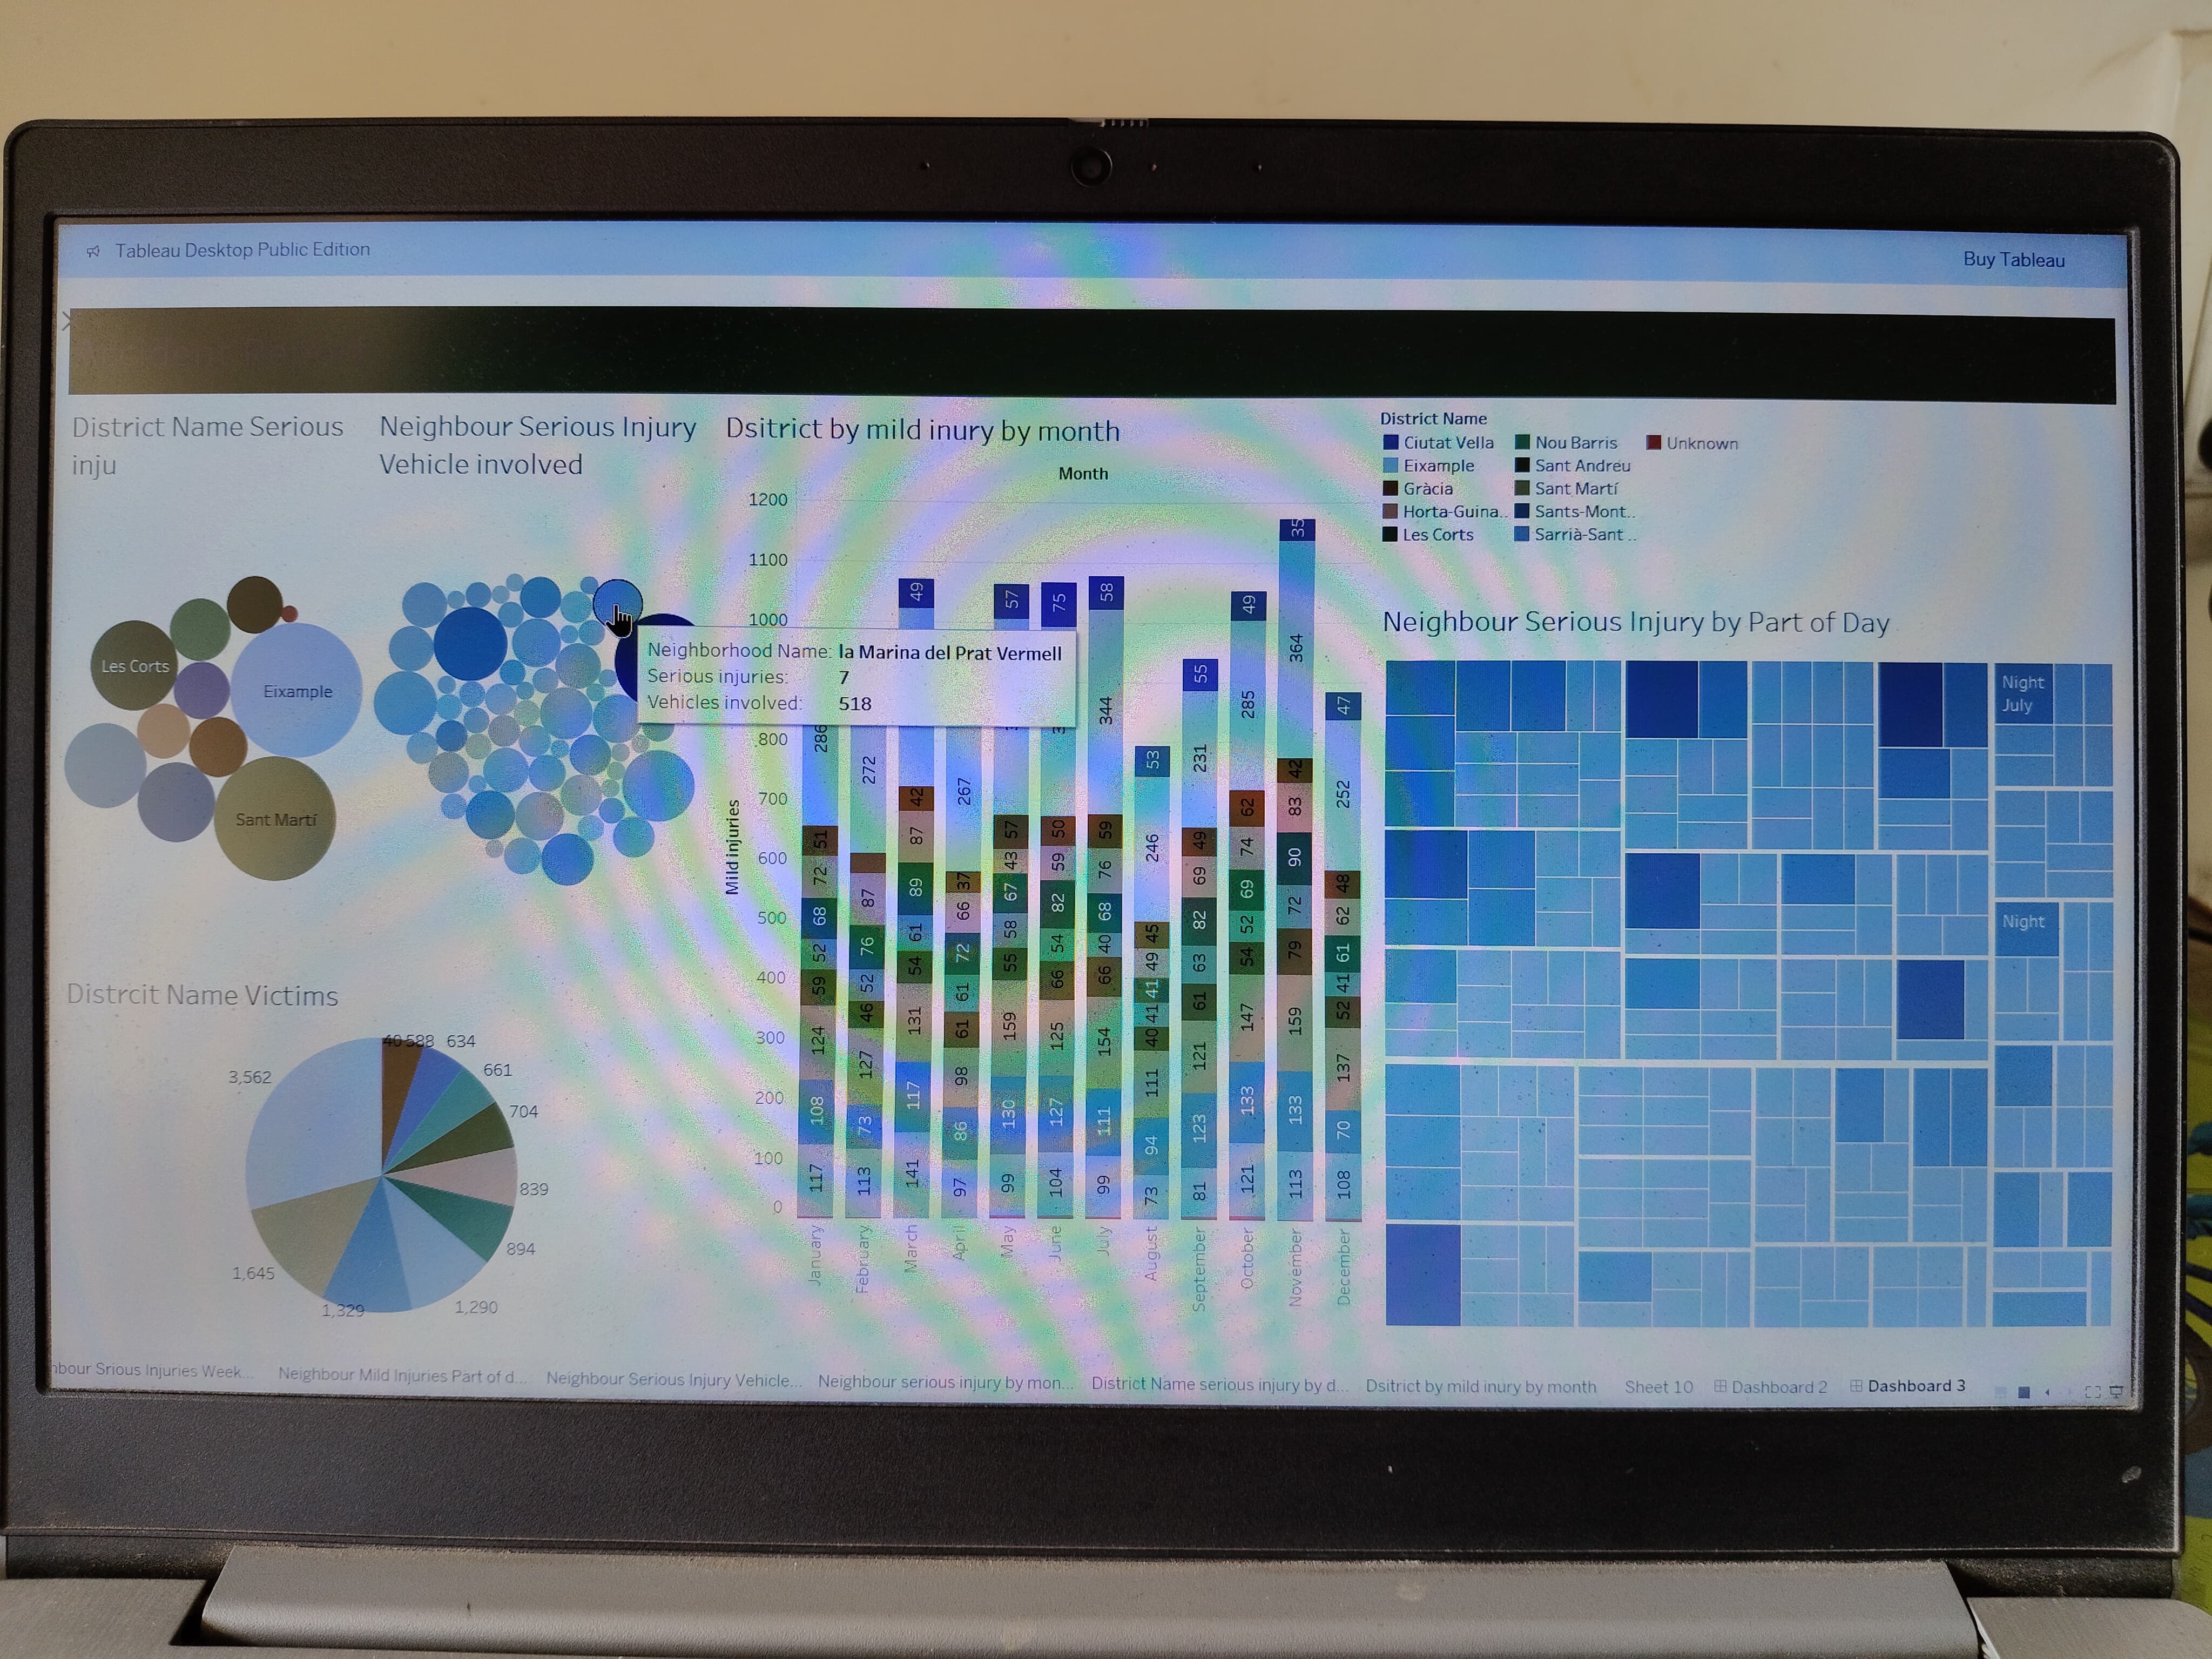 Tableau Desktop Public Edition
Buy Tableau
District Name Serious
inju
Les Corts
Eixample
Sant Martí
Neighbour Serious Injury
Vehicle involved
Neighborhood Name: la Marina del Prat Vermell
Serious injuries: 7
Vehicles involved: 518
Distrcit Name Victims
40 588 634
661
704
839
894
1,290
1,329
1,645
3,562
Dsitrict by mild inury by month
Month
Mild injuries
1200
1100
1000
800
700
600
500
400
300
200
100
0
286 51 72 68 52 59 124 108 117
272 87 76 52 46 127 73 113
49 42 87 89 61 54 131 117 141
267 37 66 72 61 61 98 86 97
57 57 43 67 58 55 159 130 99
75 50 59 82 54 66 125 127 104
58 344 59 76 68 40 66 154 111 99
53 246 45 49 41 41 40 111 94 73
55 231 49 69 82 63 61 121 123 81
49 285 62 74 69 52 54 147 133 121
35 364 42 83 90 72 79 159 133 113
47 252 48 62 61 41 52 137 70 108
January
February
March
April
May
June
July
August
September
October
November
December
District Name
Ciutat Vella
Eixample
Gràcia
Horta-Guina..
Les Corts
Nou Barris
Sant Andreu
Sant Martí
Sants-Mont..
Sarrià-Sant ..
Unknown
Neighbour Serious Injury by Part of Day
Night
July
Night
hbour Srious Injuries Week...
Neighbour Mild Injuries Part of d...
Neighbour Serious Injury Vehicle...
Neighbour serious injury by mon...
District Name serious injury by d...
Dsitrict by mild inury by month
Sheet 10
Dashboard 2
Dashboard 3